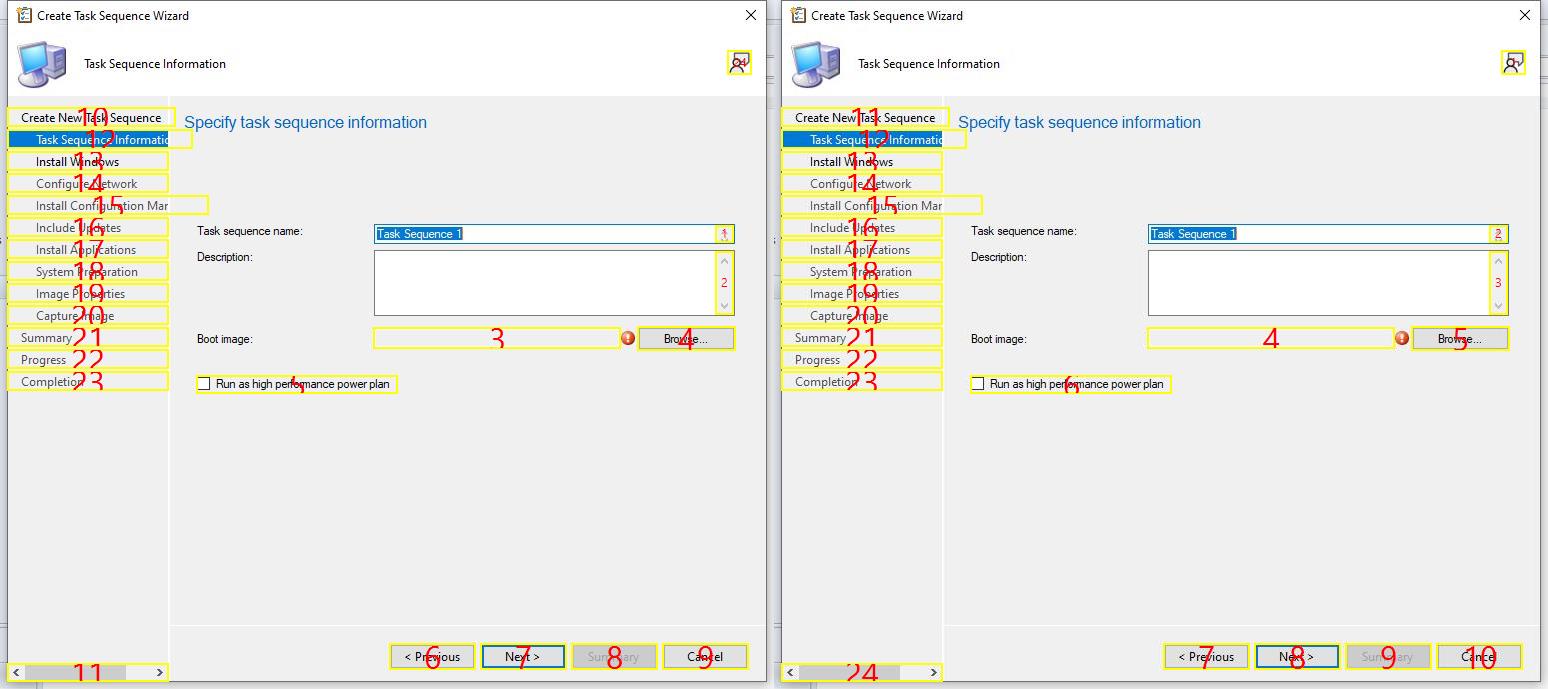 Create Task Sequence Wizard
Task Sequence Information
24
10
Create New Task Sequence
12
Task Sequence Informatio
13
Install Windows
14
Configure Network
15
Install Configuration Mar
16
Include Updates
17
Install Applications
18
System Preparation
19
Image Properties
20
Capture Image
21
Summary
22
Progress
23
Completion
11
Specify task sequence information
Task sequence name:
Task Sequence 1
1
Description:
2
Boot image:
3
Browse...
4
Run as high performance power plan
5
< Previous
6
Next >
7
Summary
8
Cancel
9
Create Task Sequence Wizard
Task Sequence Information
1
11
Create New Task Sequence
12
Task Sequence Informatio
13
Install Windows
14
Configure Network
15
Install Configuration Mar
16
Include Updates
17
Install Applications
18
System Preparation
19
Image Properties
20
Capture Image
21
Summary
22
Progress
23
Completion
24
Specify task sequence information
Task sequence name:
Task Sequence 1
2
Description:
3
Boot image:
4
Browse...
5
Run as high performance power plan
6
< Previous
7
Next >
8
Summary
9
Cancel
10